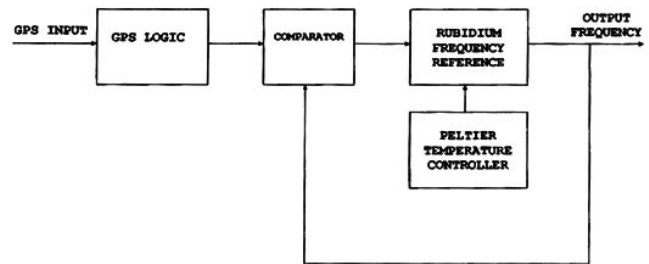 GPS INPUT
GPS LOGIC
COMPARATOR
RUBIDIUM
FREQUENCY
REFERENCE
OUTPUT
FREQUENCY
PELTIER
TEMPERATURE
CONTROLLER